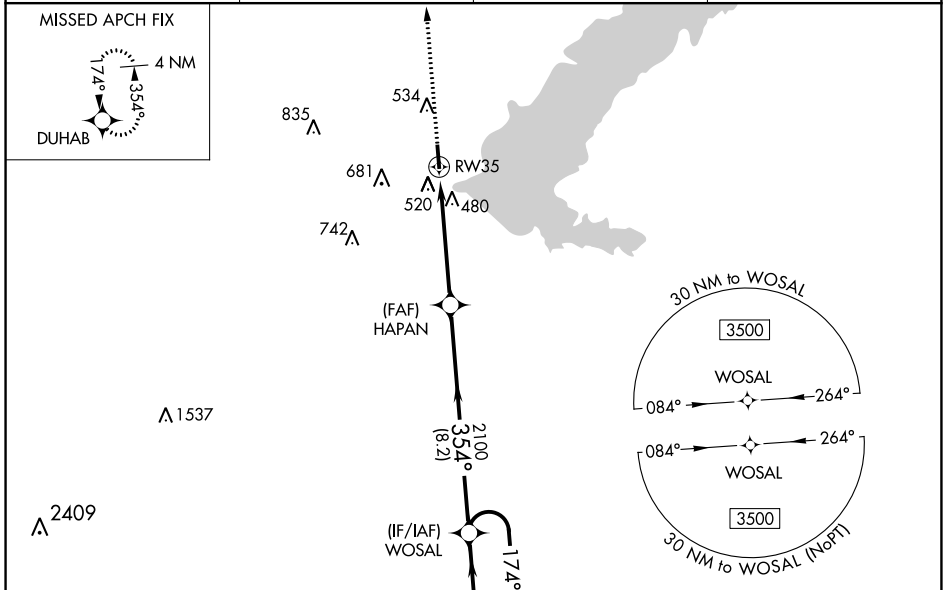 MISSED APCH FIX
4 NM
174°
354°
DUHAB
534
835
RW35
681
520
480
742
(FAF)
HAPAN
30 NM to WOSAL
3500
WOSAL
084°
264°
084°
264°
WOSAL
3500
30 NM to WOSAL (NoPT)
1537
2100
354°
(8.2)
2409
(IF/IAF)
WOSAL
174°